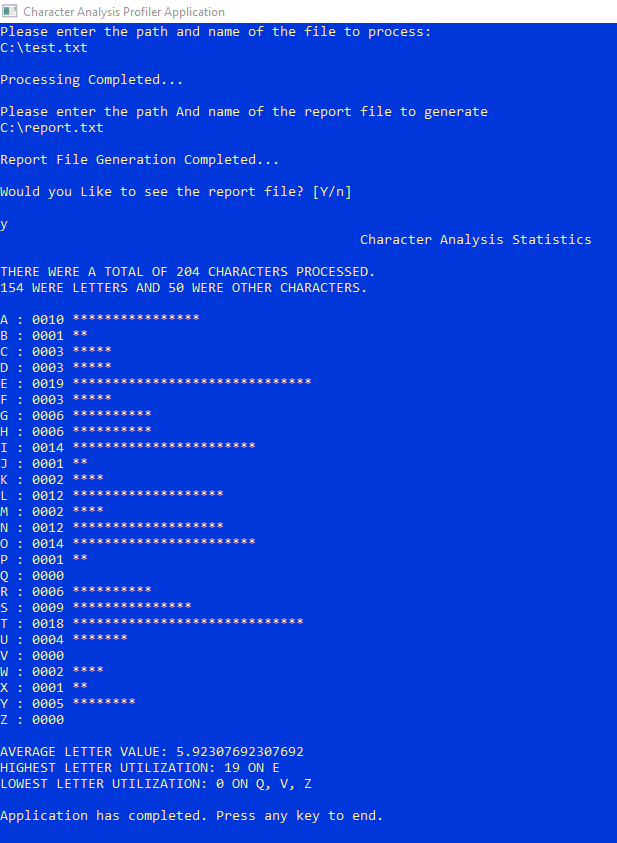 Character Analysis Profiler Application
Please enter the path and name of the file to process:
C:\test.txt
Processing Completed...
Please enter the path And name of the report file to generate
C:\report.txt
Report File Generation Completed...
Would you Like to see the report file? [Y/n]
y
Character Analysis Statistics
THERE WERE A TOTAL OF 204 CHARACTERS PROCESSED.
154 WERE LETTERS AND 50 WERE OTHER CHARACTERS.
A : 0010 ****************
B : 0001 **
C : 0003 *****
D : 0003 *****
E : 0019 ******************************
F : 0003 *****
G : 0006 **********
H : 0006 **********
I : 0014 ***********************
J : 0001 **
K : 0002 ****
L : 0012 *******************
M : 0002 ****
N : 0012 *******************
O : 0014 ***********************
P : 0001 **
Q : 0000
R : 0006 **********
S : 0009 ***************
T : 0018 *****************************
U : 0004 *******
V : 0000
W : 0002 ****
X : 0001 **
Y : 0005 ********
Z : 0000
AVERAGE LETTER VALUE: 5.92307692307692
HIGHEST LETTER UTILIZATION: 19 ON E
LOWEST LETTER UTILIZATION: 0 ON Q, V, Z
Application has completed. Press any key to end.